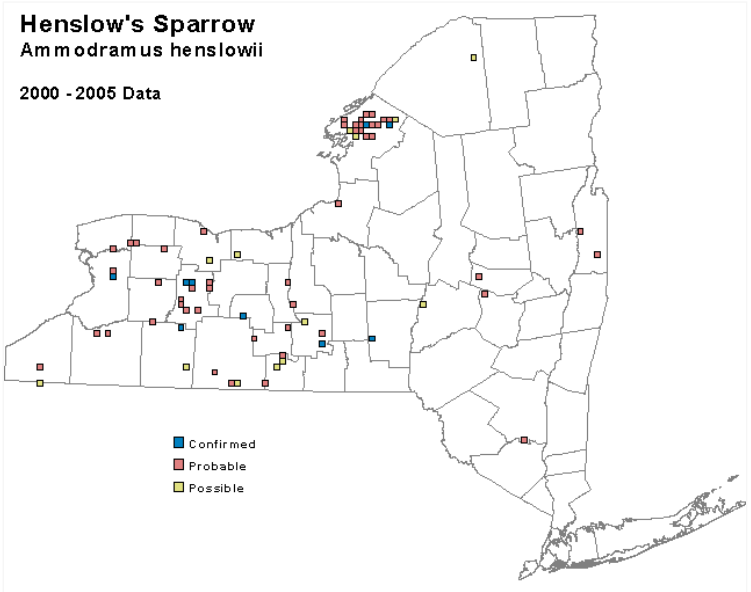 Henslow's Sparrow
Ammodramus henslowii
2000 - 2005 Data
Confirmed
Probable
Possible